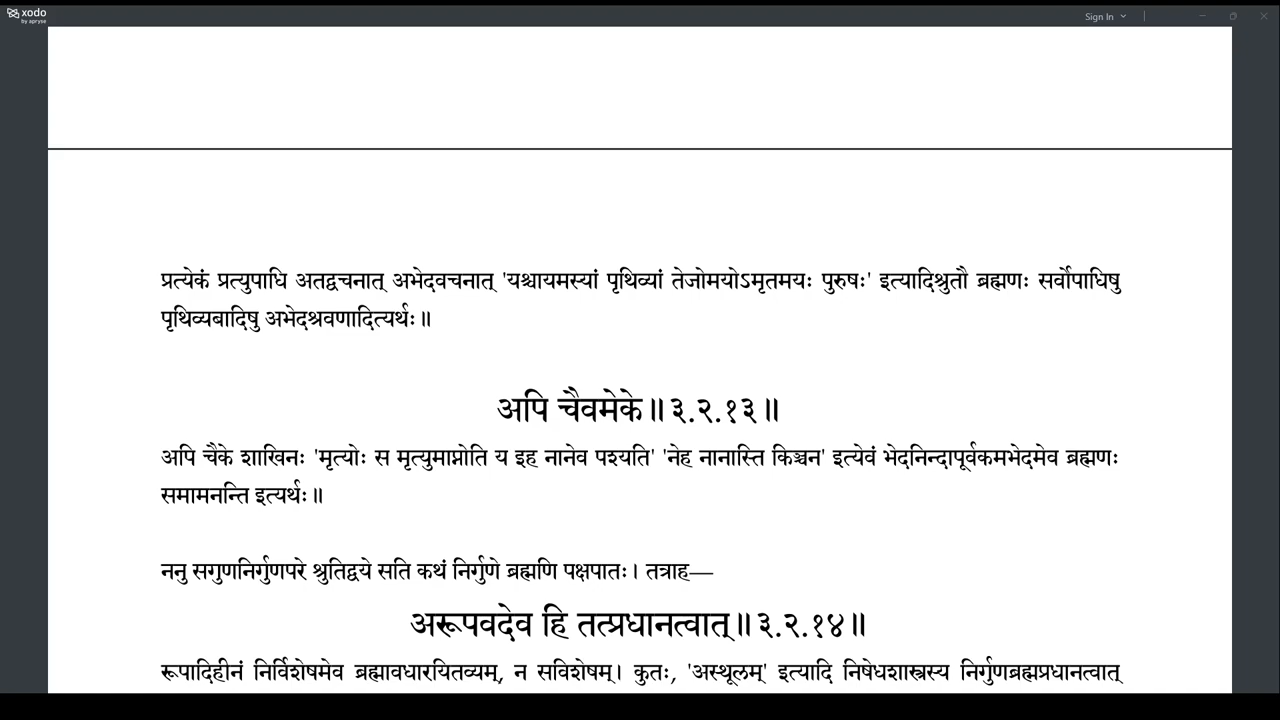 xodo
by apryse
Sign In
प्रत्येकं प्रत्युपाधि अतद्वचनात् अभेदवचनात् 'यश्चायमस्यां पृथिव्यां तेजोमयोऽमृतमयः पुरुषः' इत्यादिश्रुतौ ब्रह्मणः सर्वोपाधिषु
पृथिव्यबादिषु अभेदश्रवणादित्यर्थः॥
अपि चैवमेके॥३.२.१३॥
अपि चैके शाखिनः 'मृत्योः स मृत्युमाप्नोति य इह नानेव पश्यति' 'नेह नानास्ति किञ्चन' इत्येवं भेदनिन्दापूर्वकमभेदमेव ब्रह्मणः
समामनन्ति इत्यर्थः॥
ननु सगुणनिर्गुणपरे श्रुतिद्वये सति कथं निर्गुणे ब्रह्मणि पक्षपातः। तत्राह—
अरूपवदेव हि तत्प्रधानत्वात्॥३.२.१४॥
रूपादिहीनं निर्विशेषमेव ब्रह्मावधारयितव्यम्, न सविशेषम्। कुतः, 'अस्थूलम्' इत्यादि निषेधशास्त्रस्य निर्गुणब्रह्मप्रधानत्वात्